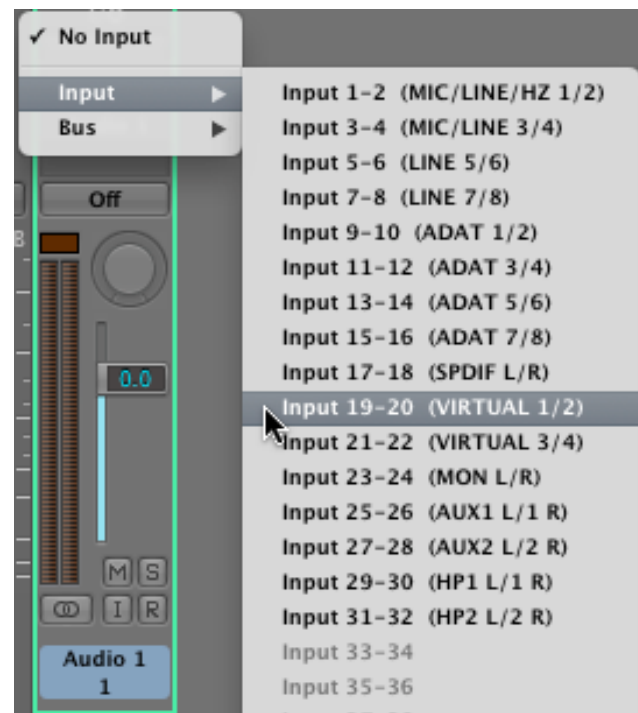 ✓ No Input
Input ▶
Bus ▶
Input 1-2 (MIC/LINE/HZ 1/2)
Input 3-4 (MIC/LINE 3/4)
Input 5-6 (LINE 5/6)
Input 7-8 (LINE 7/8)
Input 9-10 (ADAT 1/2)
Input 11-12 (ADAT 3/4)
Input 13-14 (ADAT 5/6)
Input 15-16 (ADAT 7/8)
Input 17-18 (SPDIF L/R)
Input 19-20 (VIRTUAL 1/2)
Input 21-22 (VIRTUAL 3/4)
Input 23-24 (MON L/R)
Input 25-26 (AUX1 L/1 R)
Input 27-28 (AUX2 L/2 R)
Input 29-30 (HP1 L/1 R)
Input 31-32 (HP2 L/2 R)
Input 33-34
Input 35-36
Off
0.0
M S
I R
Audio 1
1